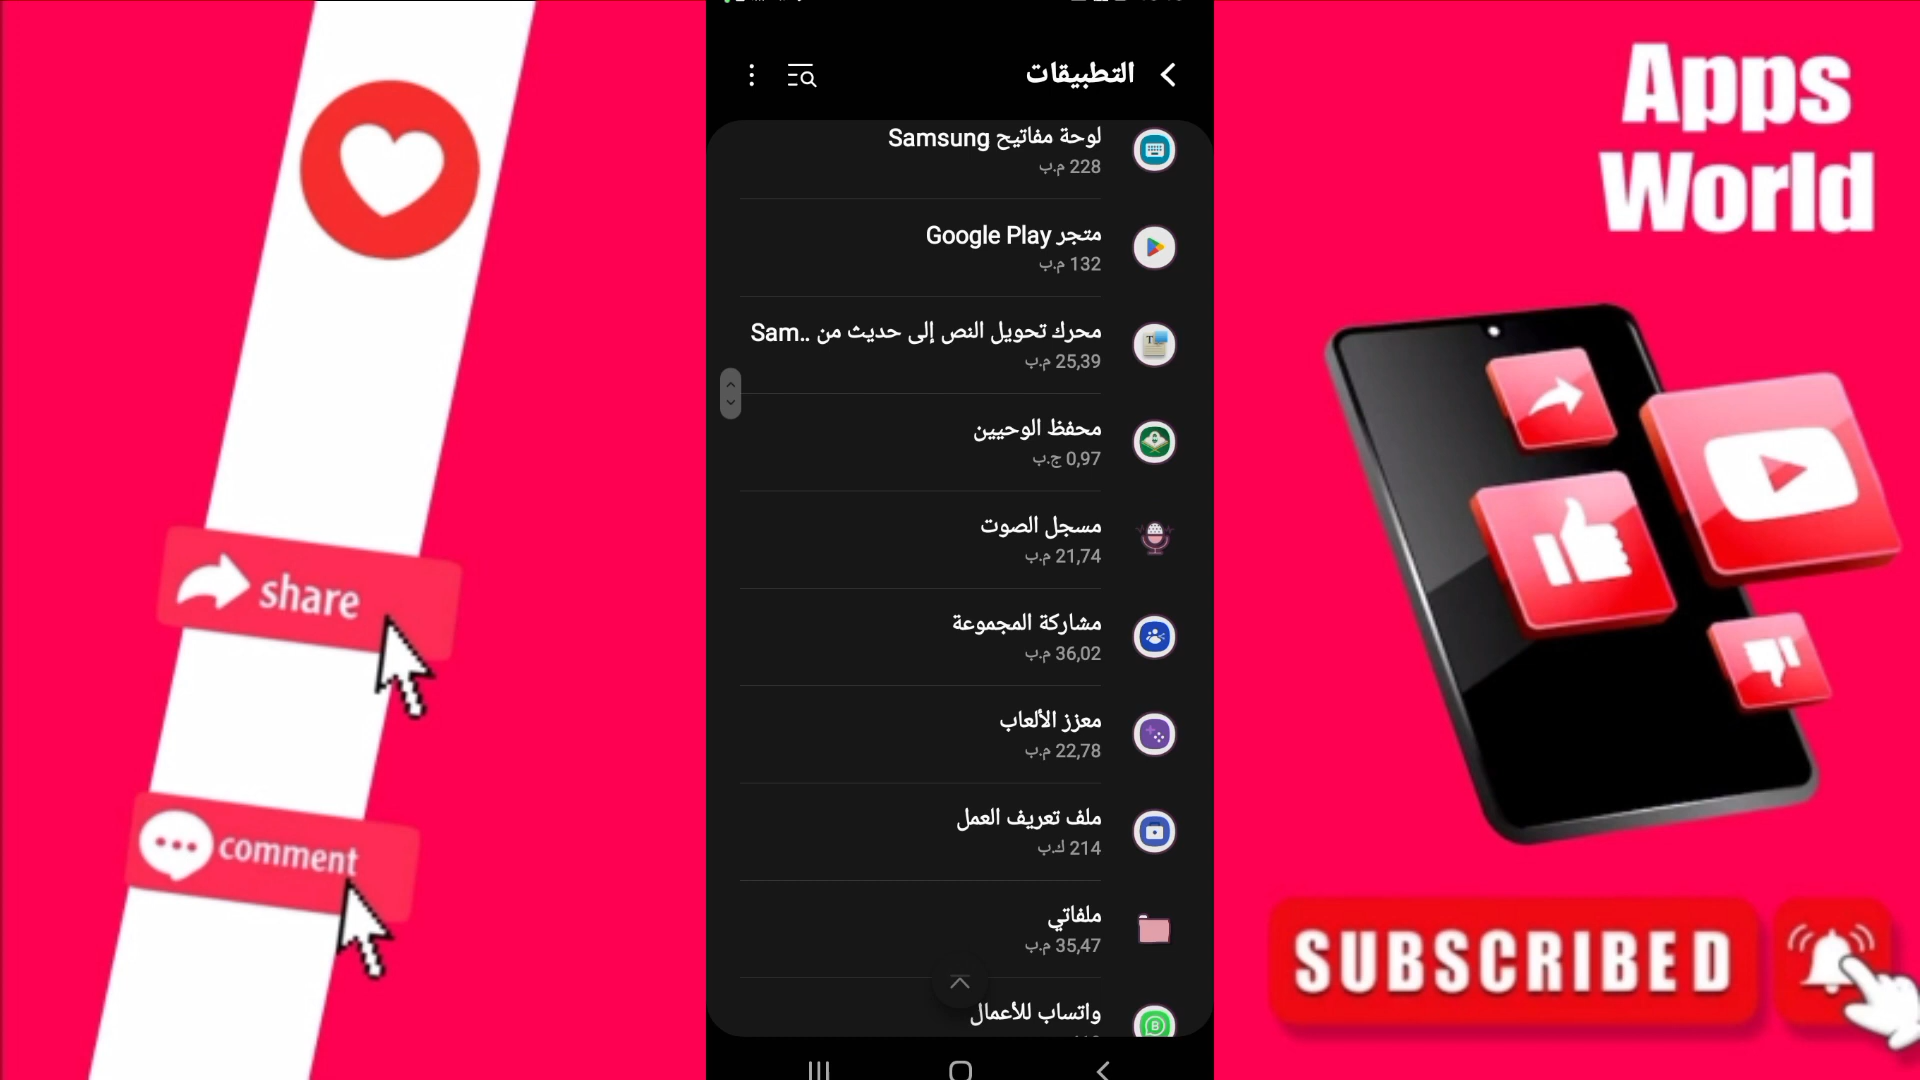 التطبيقات
لوحة مفاتيح Samsung
228 م.ب
متجر Google Play
132 م.ب
محرك تحويل النص إلى حديث من Sam..
25,39 م.ب
محفظ الوحيين
0,97 ج.ب
مسجل الصوت
21,74 م.ب
مشاركة المجموعة
36,02 م.ب
معزز الألعاب
22,78 م.ب
ملف تعريف العمل
214 ك.ب
ملفاتي
35,47 م.ب
واتساب للأعمال
share
comment
Apps
World
SUBSCRIBED